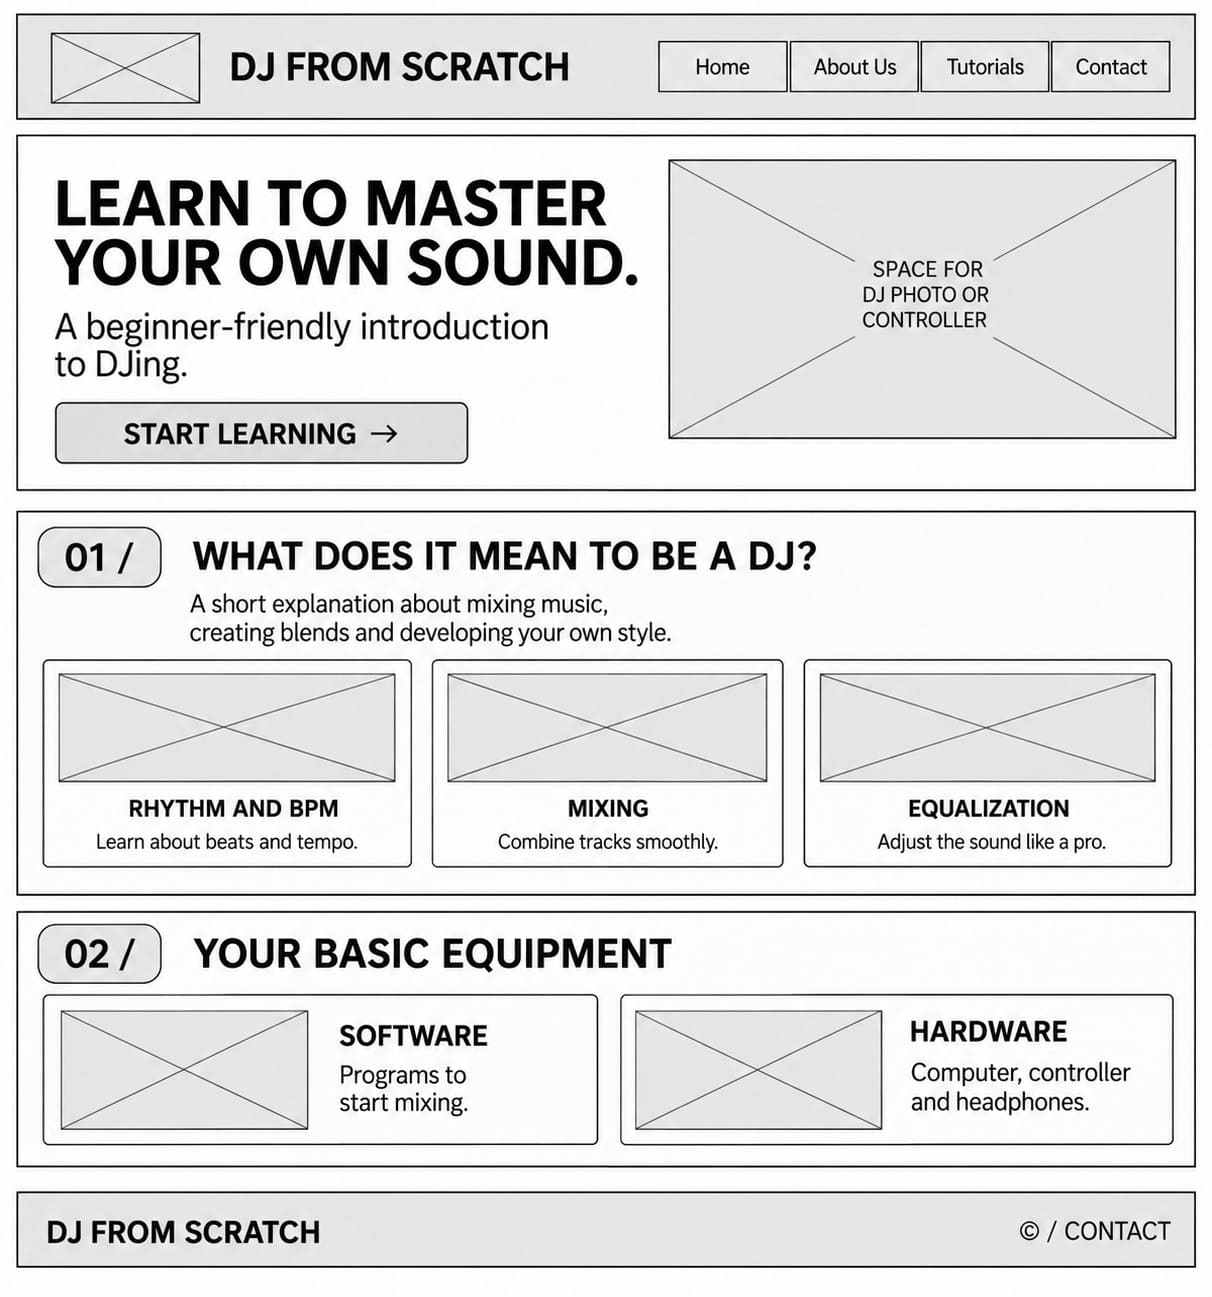 DJ FROM SCRATCH
Home
About Us
Tutorials
Contact
LEARN TO MASTER
YOUR OWN SOUND.
A beginner-friendly introduction
to DJing.
START LEARNING →
SPACE FOR
DJ PHOTO OR
CONTROLLER
01 /
WHAT DOES IT MEAN TO BE A DJ?
A short explanation about mixing music,
creating blends and developing your own style.
RHYTHM AND BPM
Learn about beats and tempo.
MIXING
Combine tracks smoothly.
EQUALIZATION
Adjust the sound like a pro.
02 /
YOUR BASIC EQUIPMENT
SOFTWARE
Programs to
start mixing.
HARDWARE
Computer, controller
and headphones.
DJ FROM SCRATCH
© / CONTACT